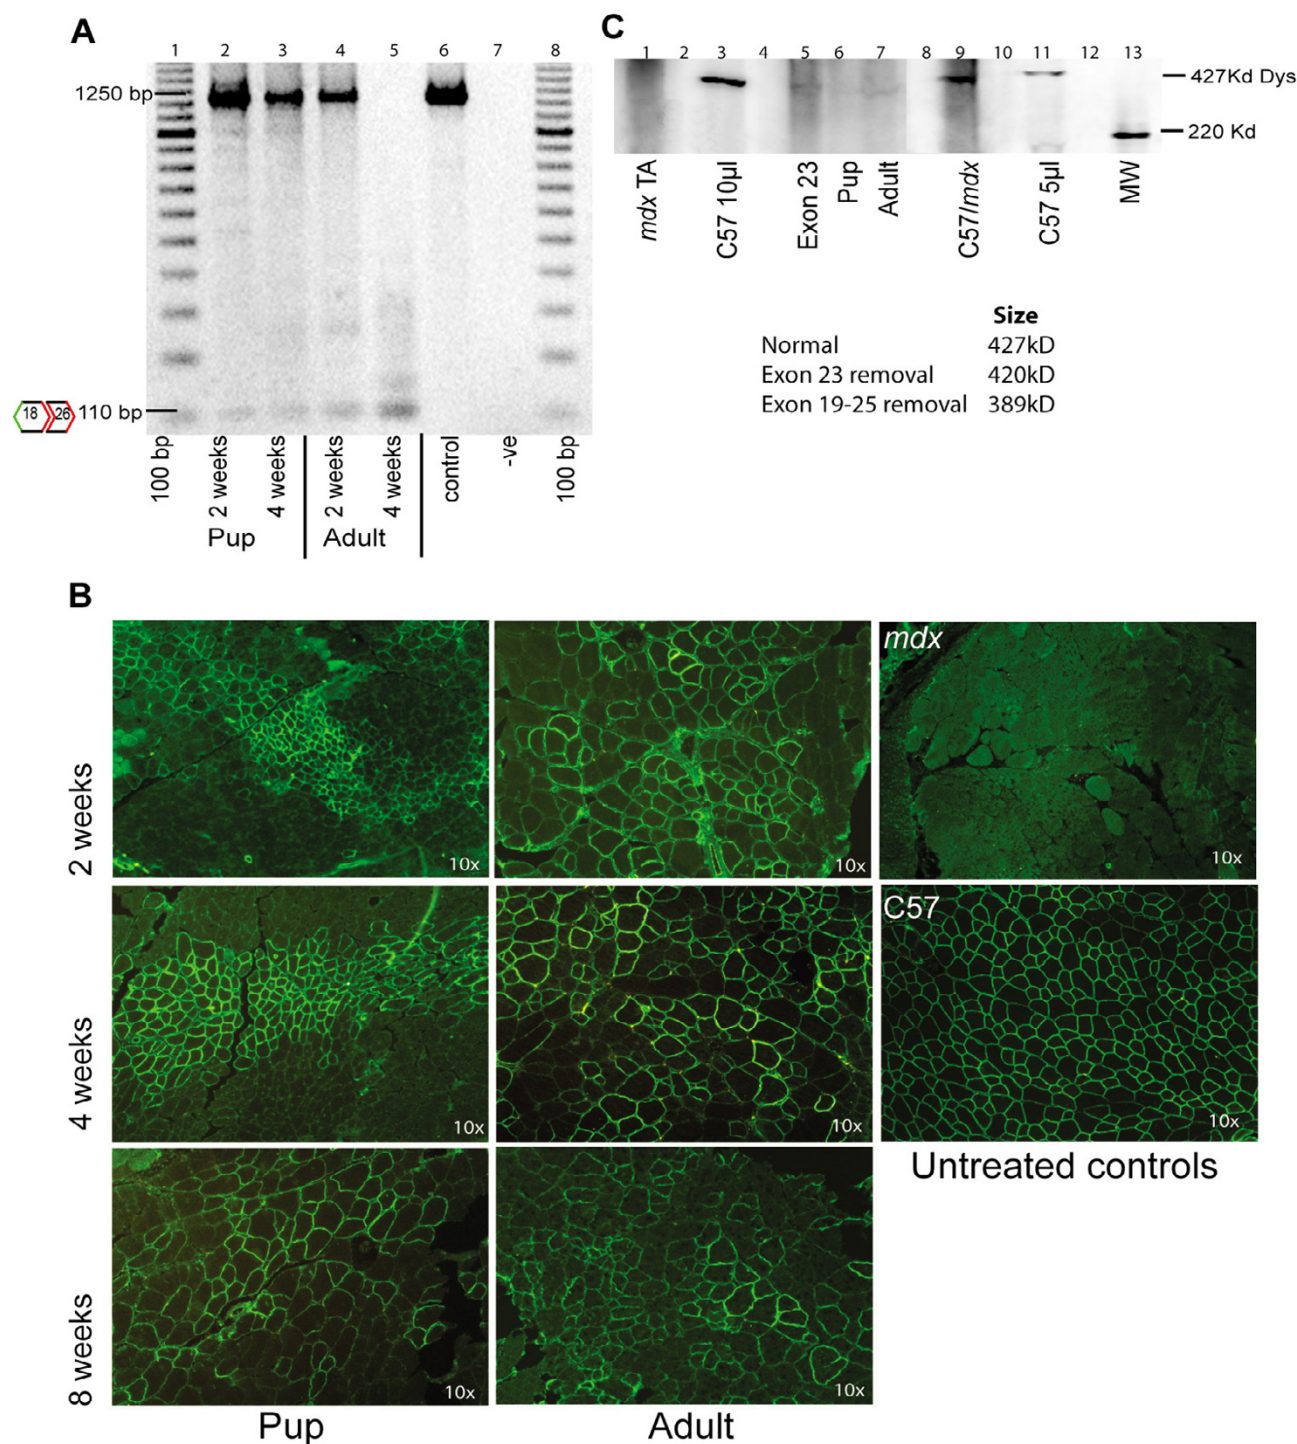 A
1 2 3 4 5 6 7 8
1250 bp
18 26 110 bp
100 bp
2 weeks
4 weeks
2 weeks
4 weeks
control
-ve
100 bp
Pup
Adult
C
1 2 3 4 5 6 7 8 9 10 11 12 13
427Kd Dys
220 Kd
mdx TA
C57 10µl
Exon 23
Pup
Adult
C57/mdx
C57 5µl
MW
Size
Normal 427kD
Exon 23 removal 420kD
Exon 19-25 removal 389kD
B
2 weeks
10x
10x
mdx
10x
4 weeks
10x
10x
C57
10x
Untreated controls
8 weeks
10x
10x
Pup
Adult